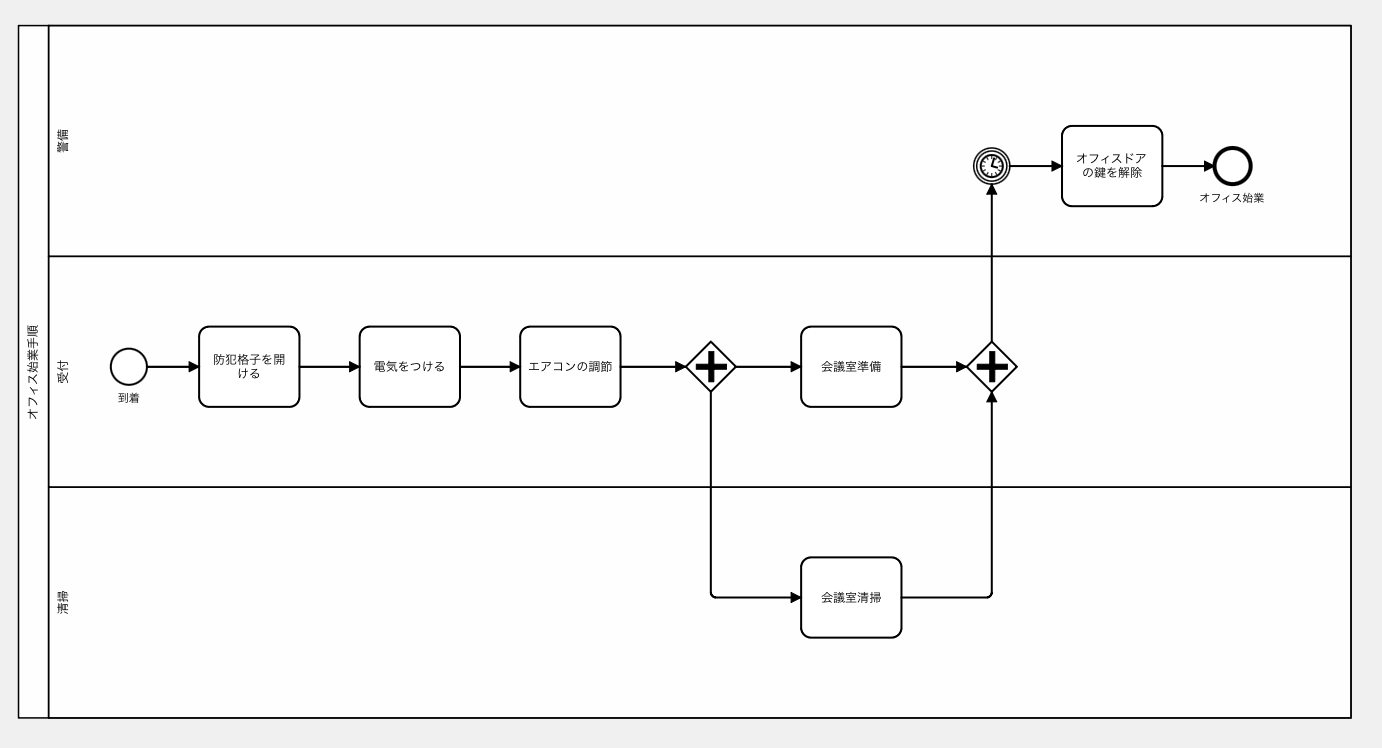 オフィス始業手順
警備
オフィスドア
の鍵を解除
オフィス始業
受付
到着
防犯格子を開
ける
電気をつける
エアコンの調節
会議室準備
清掃
会議室清掃